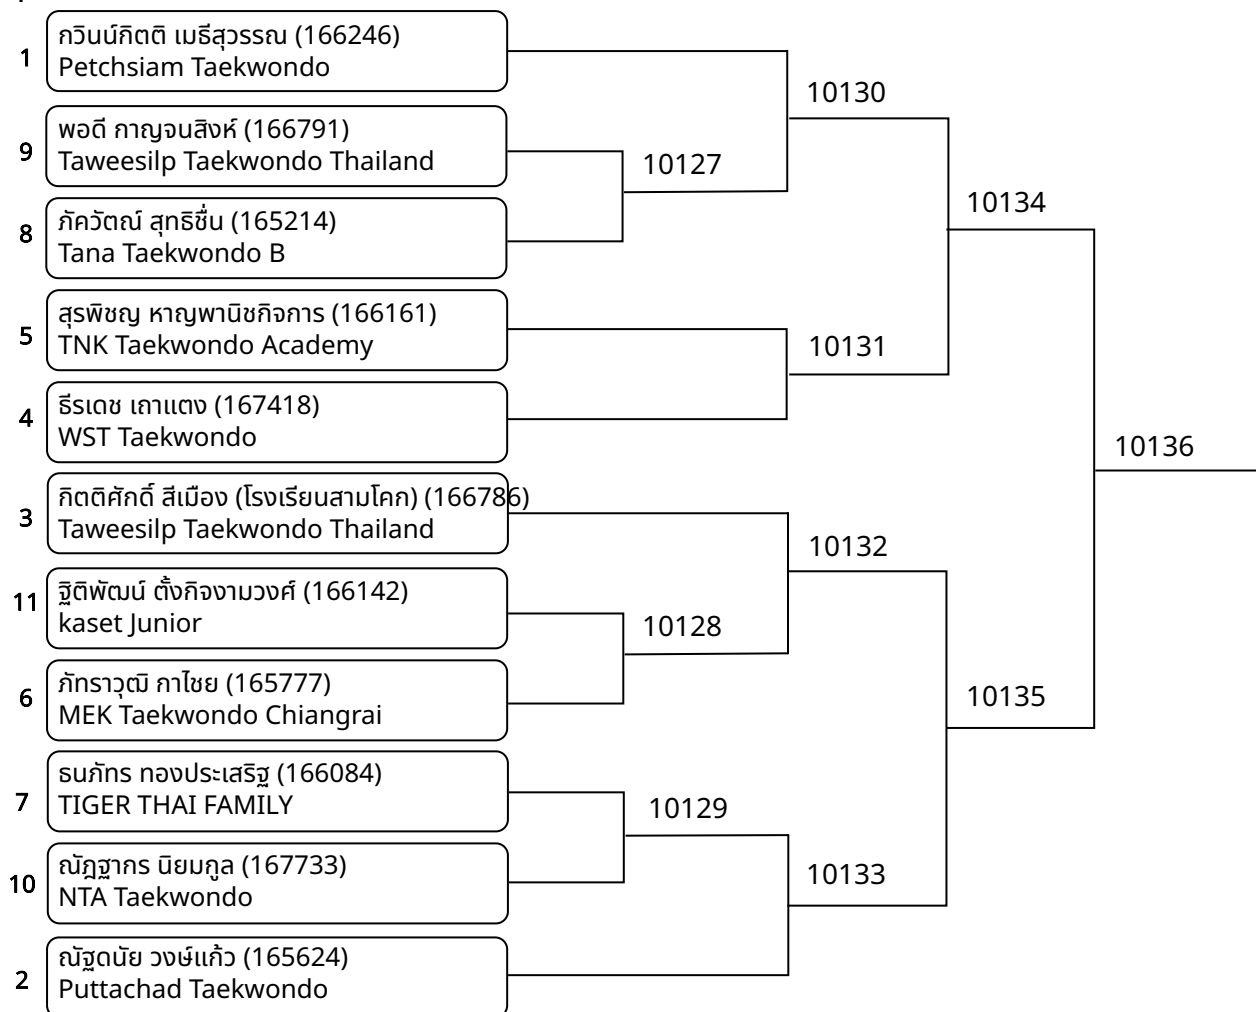 1
กวินน์กิตติ เมธีสุวรรณ (166246)
Petchsiam Taekwondo
9
พอดี กาญจนสิงห์ (166791)
Taweesilp Taekwondo Thailand
8
ภัควัตณ์ สุทธิชื่น (165214)
Tana Taekwondo B
5
สุรพิชญ หาญพานิชกิจการ (166161)
TNK Taekwondo Academy
4
ธีรเดช เถาแตง (167418)
WST Taekwondo
3
กิตติศักดิ์ สีเมือง (โรงเรียนสามโคก) (166786)
Taweesilp Taekwondo Thailand
11
ฐิติพัฒน์ ตั้งกิจงามวงศ์ (166142)
kaset Junior
6
ภัทราวุฒิ กาไชย (165777)
MEK Taekwondo Chiangrai
7
ธนภัทร ทองประเสริฐ (166084)
TIGER THAI FAMILY
10
ณัฎฐากร นิยมกูล (167733)
NTA Taekwondo
2
ณัฐดนัย วงษ์แก้ว (165624)
Puttachad Taekwondo
10127
10128
10129
10130
10131
10132
10133
10134
10135
10136